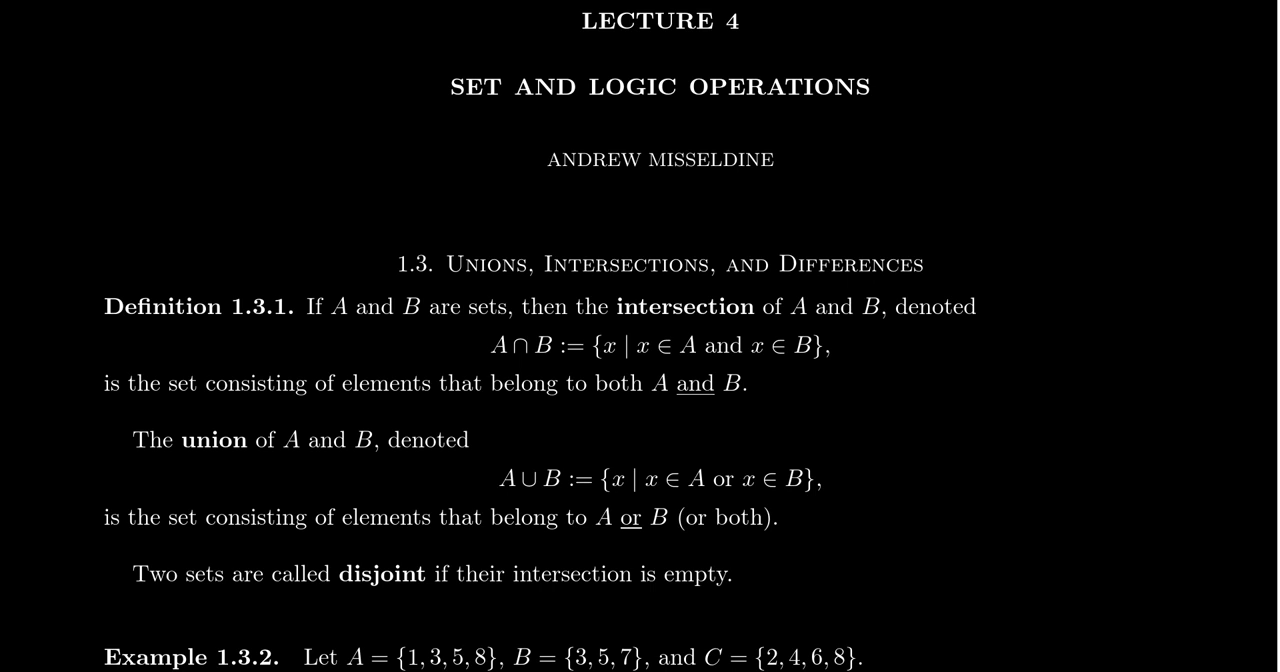 LECTURE 4
SET AND LOGIC OPERATIONS
ANDREW MISSELDINE
1.3. Unions, Intersections, and Differences
Definition 1.3.1. If A and B are sets, then the intersection of A and B, denoted
A ∩ B := {x | x ∈ A and x ∈ B},
is the set consisting of elements that belong to both A and B.
The union of A and B, denoted
A ∪ B := {x | x ∈ A or x ∈ B},
is the set consisting of elements that belong to A or B (or both).
Two sets are called disjoint if their intersection is empty.
Example 1.3.2. Let A = {1, 3, 5, 8}, B = {3, 5, 7}, and C = {2, 4, 6, 8}.